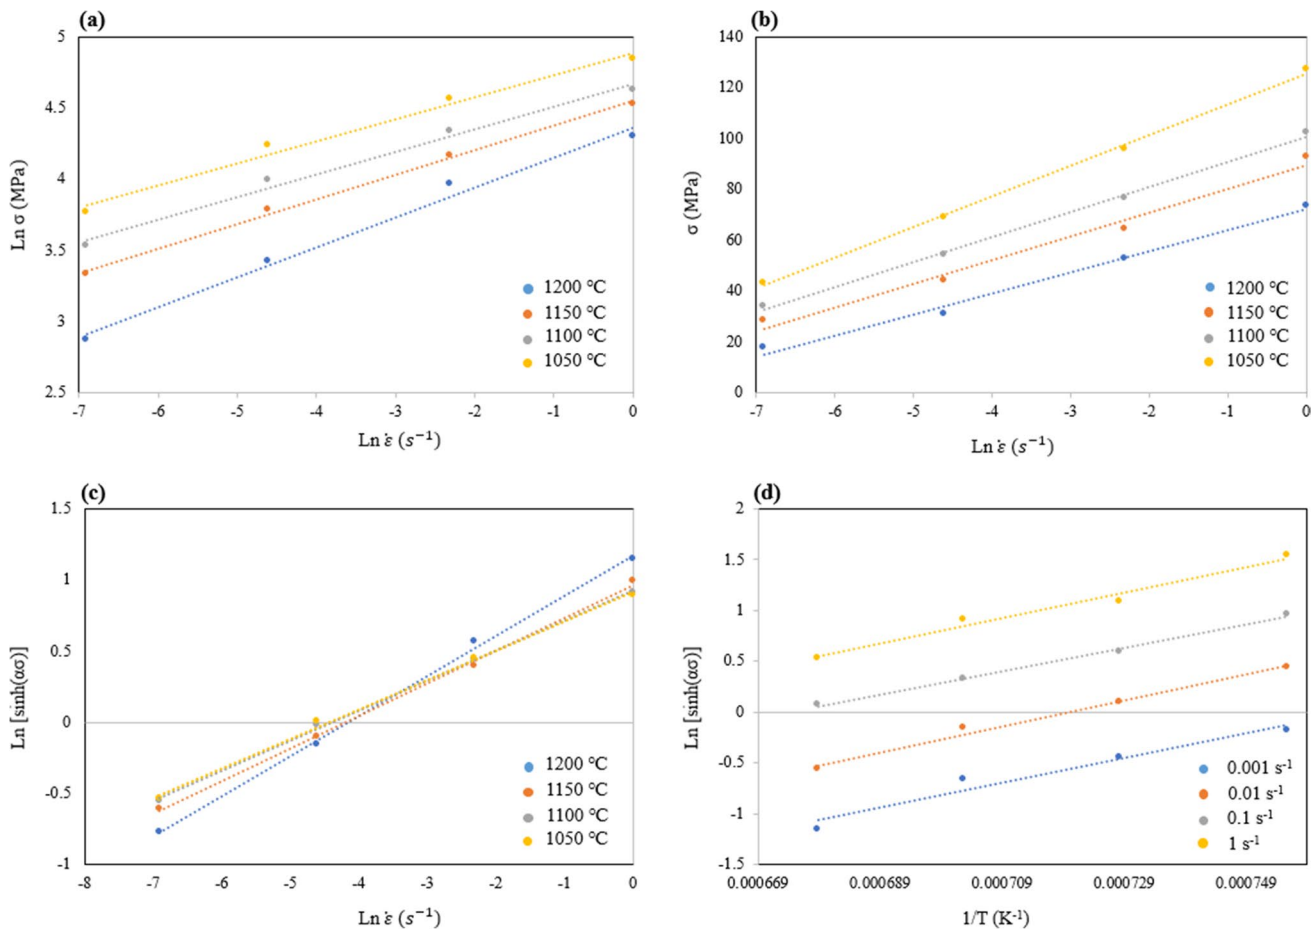 (a)
5
4.5
4
3.5
3
2.5
Ln σ (MPa)
-7 -6 -5 -4 -3 -2 -1 0
Ln ε̇ (s⁻¹)
1200 ℃
1150 ℃
1100 ℃
1050 ℃
(b)
140
120
100
80
60
40
20
0
σ (MPa)
-7 -6 -5 -4 -3 -2 -1 0
Ln ε̇ (s⁻¹)
1200 ℃
1150 ℃
1100 ℃
1050 ℃
(c)
1.5
1
0.5
0
-0.5
-1
Ln [sinh(ασ)]
-8 -7 -6 -5 -4 -3 -2 -1 0
Ln ε̇ (s⁻¹)
1200 ℃
1150 ℃
1100 ℃
1050 ℃
(d)
2
1.5
1
0.5
0
-0.5
-1
-1.5
Ln [sinh(ασ)]
0.000669 0.000689 0.000709 0.000729 0.000749
1/T (K⁻¹)
0.001 s⁻¹
0.01 s⁻¹
0.1 s⁻¹
1 s⁻¹